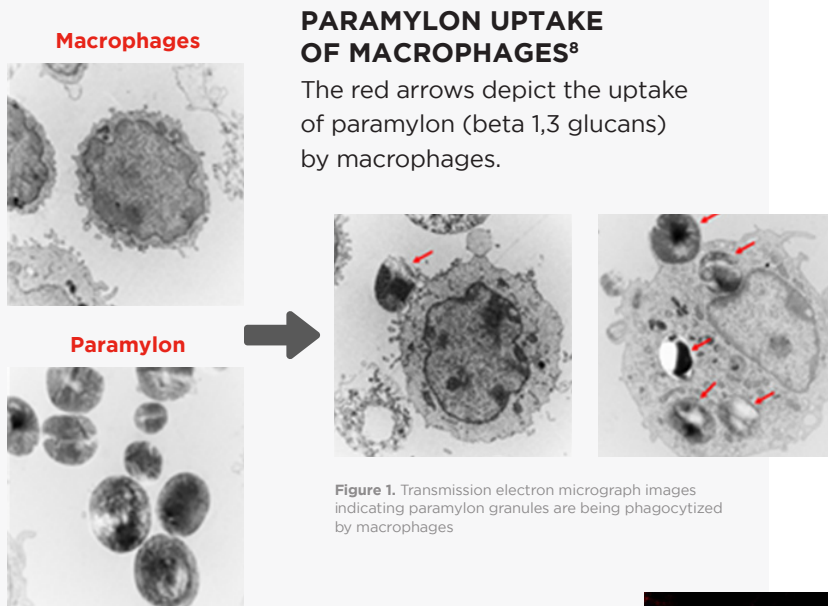 Macrophages
Paramylon
PARAMYLON UPTAKE
OF MACROPHAGES⁸
The red arrows depict the uptake
of paramylon (beta 1,3 glucans)
by macrophages.
Figure 1. Transmission electron micrograph images
indicating paramylon granules are being phagocytized
by macrophages